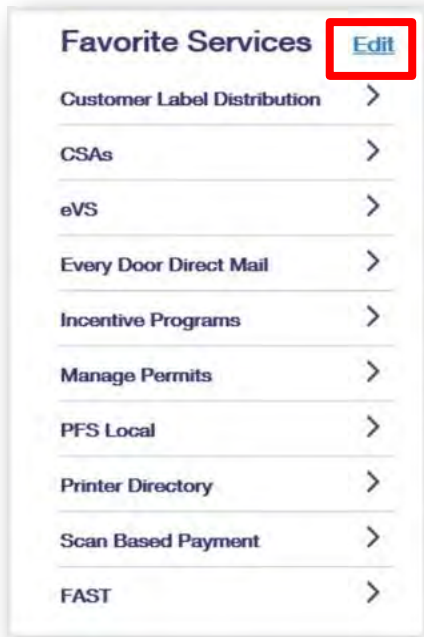 Favorite Services Edit
Customer Label Distribution
CSAs
eVS
Every Door Direct Mail
Incentive Programs
Manage Permits
PFS Local
Printer Directory
Scan Based Payment
FAST